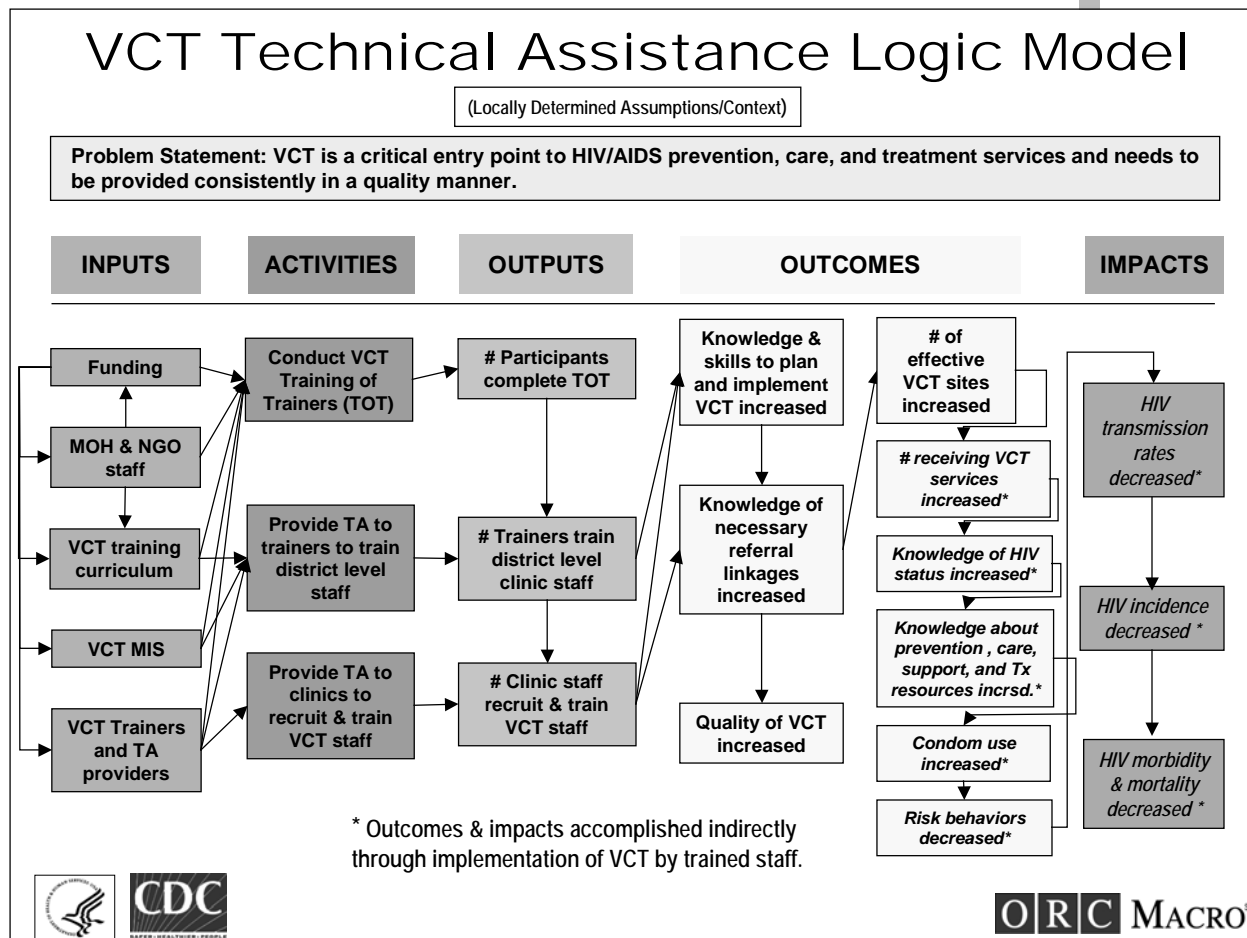 VCT Technical Assistance Logic Model
(Locally Determined Assumptions/Context)
Problem Statement: VCT is a critical entry point to HIV/AIDS prevention, care, and treatment services and needs to
be provided consistently in a quality manner.
INPUTS
ACTIVITIES
OUTPUTS
OUTCOMES
IMPACTS
Funding
MOH & NGO
staff
VCT training
curriculum
VCT MIS
VCT Trainers
and TA
providers
Conduct VCT
Training of
Trainers (TOT)
Provide TA to
trainers to train
district level
staff
Provide TA to
clinics to
recruit & train
VCT staff
# Participants
complete TOT
# Trainers train
district level
clinic staff
# Clinic staff
recruit & train
VCT staff
Knowledge &
skills to plan
and implement
VCT increased
Knowledge of
necessary
referral
linkages
increased
Quality of VCT
increased
# of
effective
VCT sites
increased
# receiving VCT
services
increased*
Knowledge of HIV
status increased*
Knowledge about
prevention , care,
support, and Tx
resources incrsd.*
Condom use
increased*
Risk behaviors
decreased*
HIV
transmission
rates
decreased*
HIV incidence
decreased *
HIV morbidity
& mortality
decreased *
* Outcomes & impacts accomplished indirectly
through implementation of VCT by trained staff.
CDC
SAFER • HEALTHIER • PEOPLE
ORC MACRO